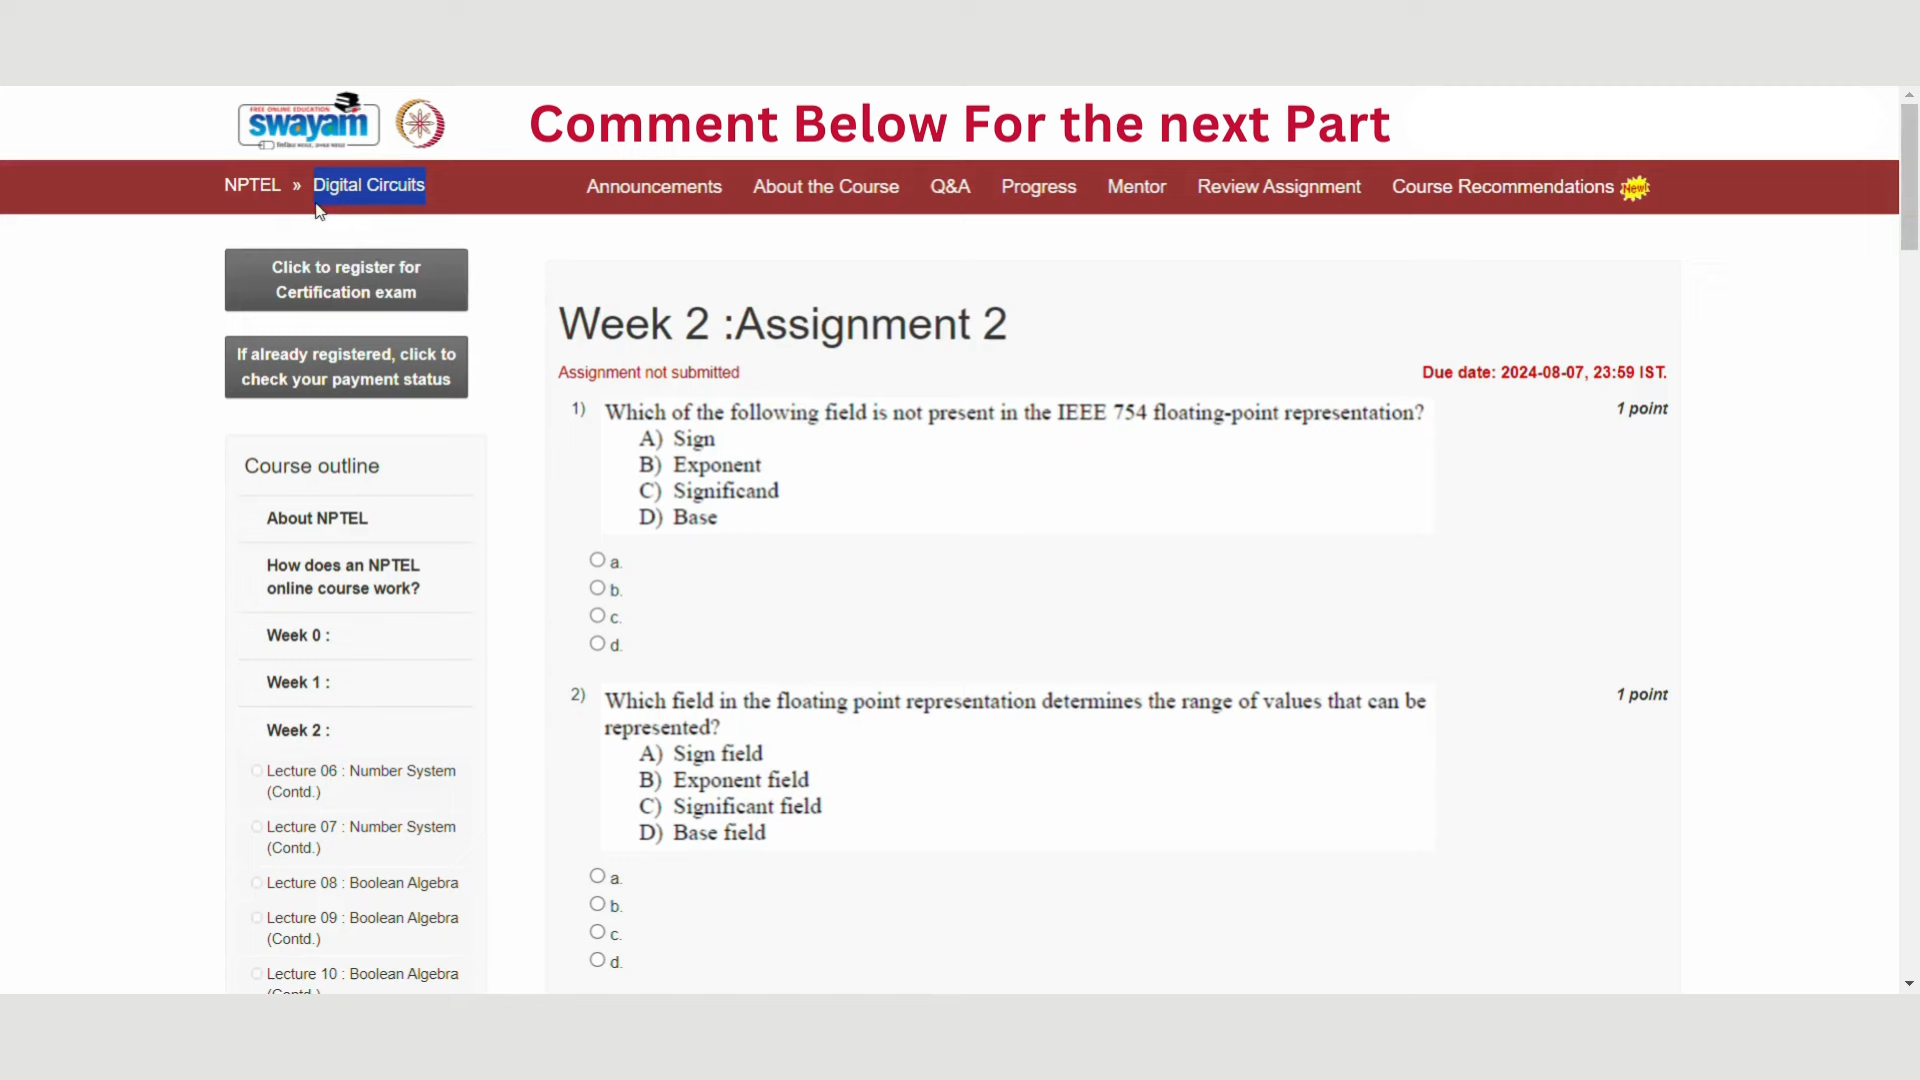 FREE ONLINE EDUCATION
swayam
Comment Below For the next Part
NPTEL » Digital Circuits
Announcements About the Course Q&A Progress Mentor Review Assignment Course Recommendations New!
Click to register for
Certification exam
If already registered, click to
check your payment status
Course outline
About NPTEL
How does an NPTEL
online course work?
Week 0 :
Week 1 :
Week 2 :
Lecture 06 : Number System
(Contd.)
Lecture 07 : Number System
(Contd.)
Lecture 08 : Boolean Algebra
Lecture 09 : Boolean Algebra
(Contd.)
Lecture 10 : Boolean Algebra
(Contd.)
Week 2 :Assignment 2
Assignment not submitted Due date: 2024-08-07, 23:59 IST.
1) Which of the following field is not present in the IEEE 754 floating-point representation? 1 point
A) Sign
B) Exponent
C) Significand
D) Base
a.
b.
c.
d.
2) Which field in the floating point representation determines the range of values that can be 1 point
represented?
A) Sign field
B) Exponent field
C) Significant field
D) Base field
a.
b.
c.
d.